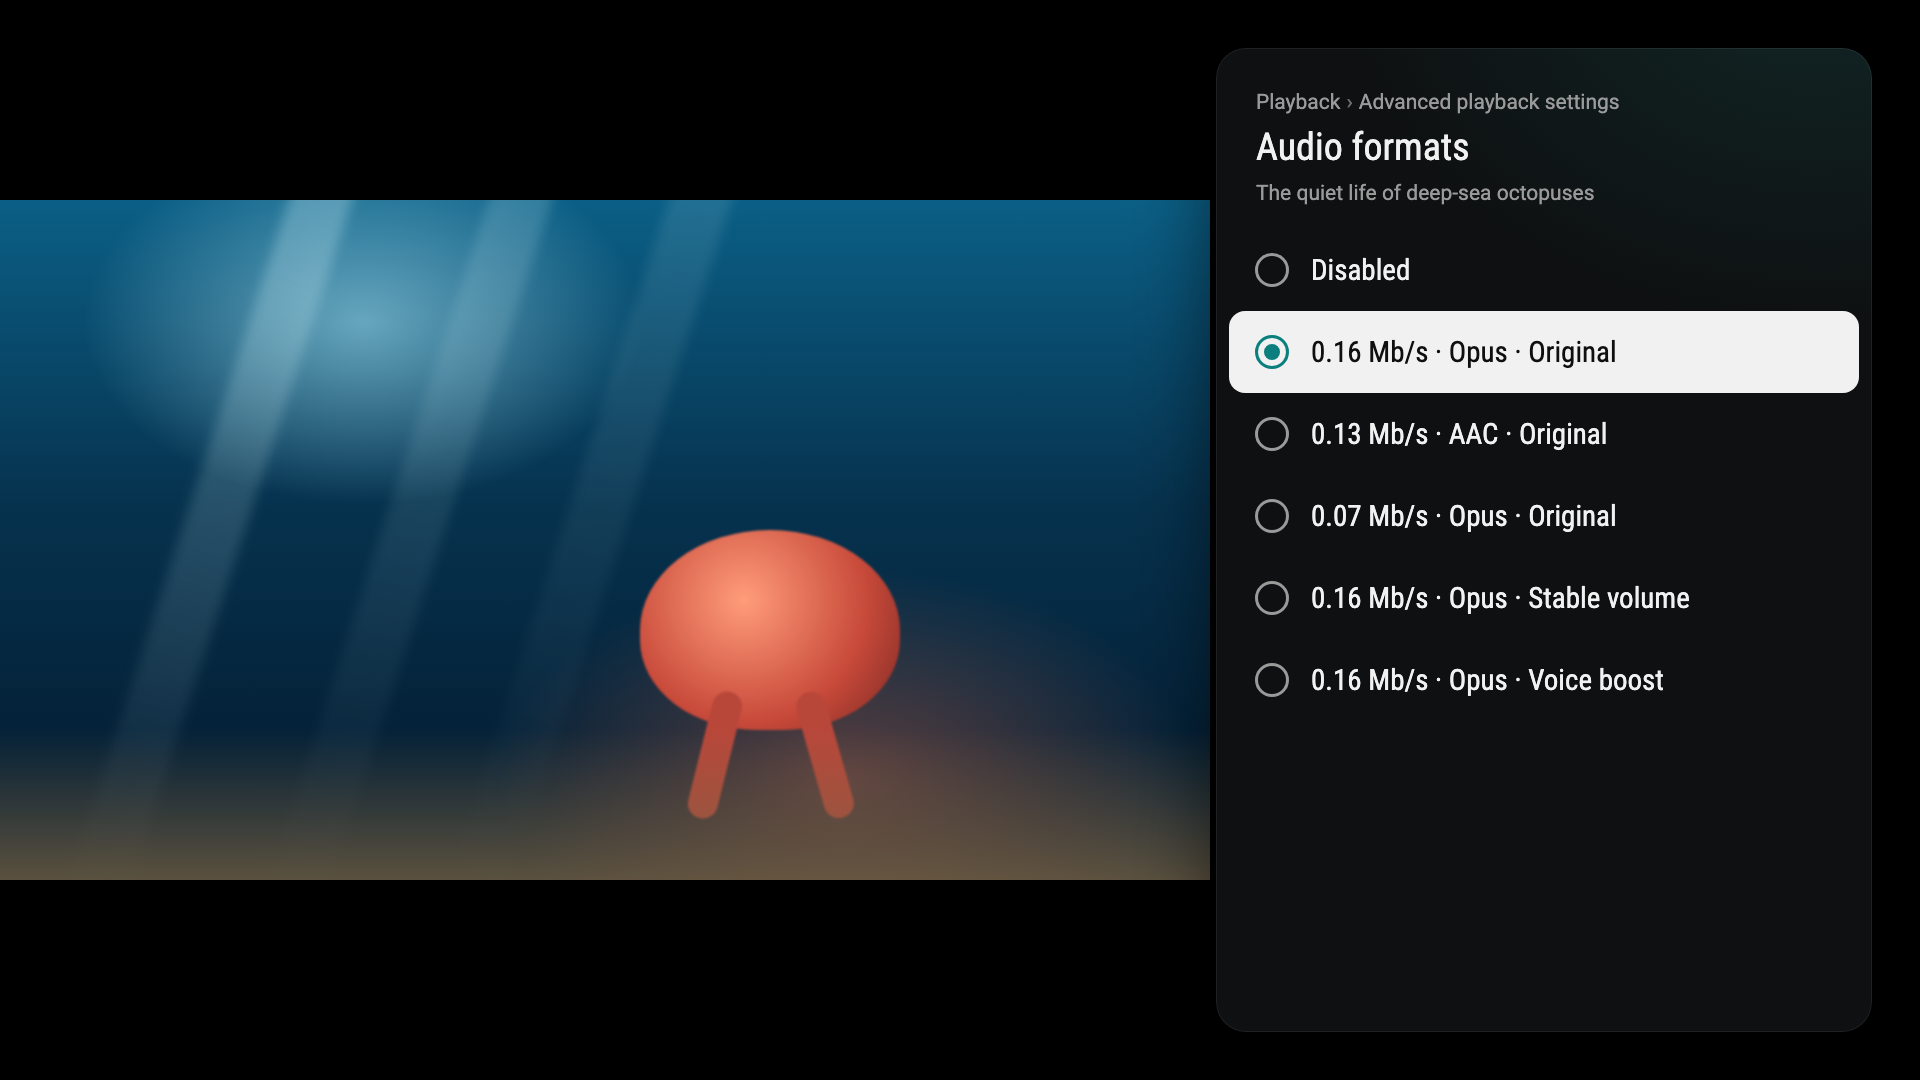 Playback › Advanced playback settings
Audio formats
The quiet life of deep-sea octopuses
Disabled
0.16 Mb/s · Opus · Original
0.13 Mb/s · AAC · Original
0.07 Mb/s · Opus · Original
0.16 Mb/s · Opus · Stable volume
0.16 Mb/s · Opus · Voice boost